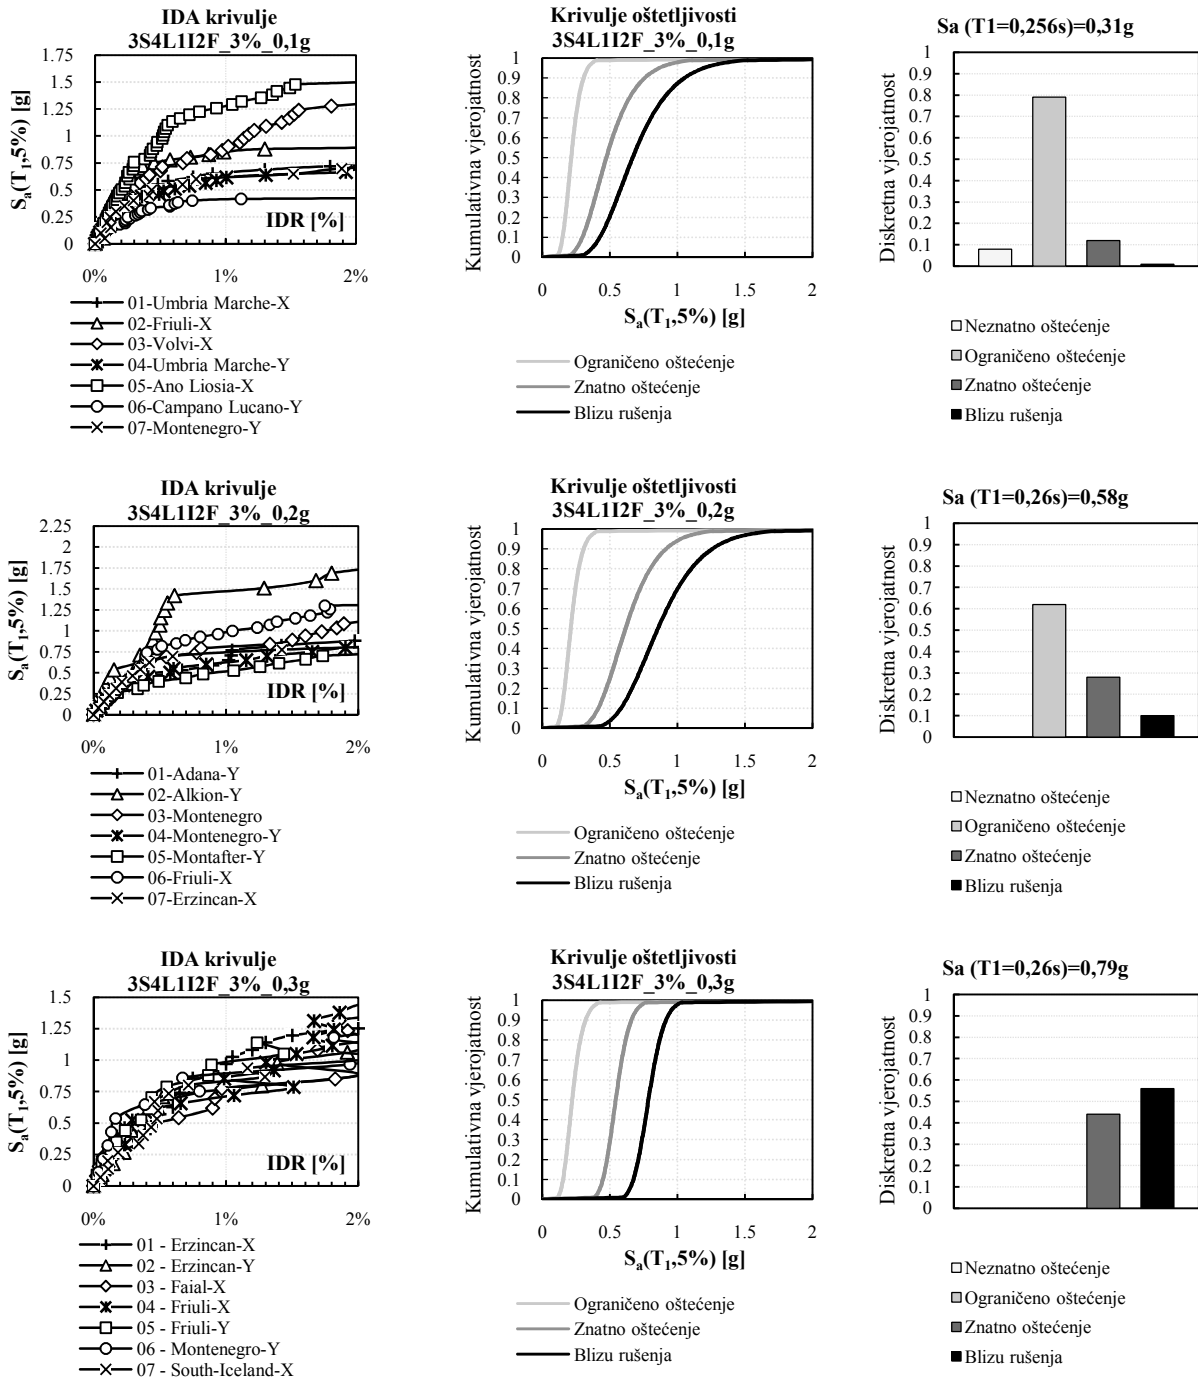 IDA krivulje
3S4L1I2F_3%_0,1g
S_a(T_1,5%) [g]
1.75
1.5
1.25
1
0.75
0.5
0.25
0
IDR [%]
0%
1%
2%
01-Umbria Marche-X
02-Friuli-X
03-Volvi-X
04-Umbria Marche-Y
05-Ano Liosia-X
06-Campano Lucano-Y
07-Montenegro-Y
Krivulje oštetljivosti
3S4L1I2F_3%_0,1g
Kumulativna vjerojatnost
1
0.9
0.8
0.7
0.6
0.5
0.4
0.3
0.2
0.1
0
0
0.5
1
1.5
2
S_a(T_1,5%) [g]
Ograničeno oštećenje
Znatno oštećenje
Blizu rušenja
Sa (T1=0,256s)=0,31g
Diskretna vjerojatnost
1
0.9
0.8
0.7
0.6
0.5
0.4
0.3
0.2
0.1
0
Neznatno oštećenje
Ograničeno oštećenje
Znatno oštećenje
Blizu rušenja
IDA krivulje
3S4L1I2F_3%_0,2g
S_a(T_1,5%) [g]
2.25
2
1.75
1.5
1.25
1
0.75
0.5
0.25
0
IDR [%]
0%
1%
2%
01-Adana-Y
02-Alkion-Y
03-Montenegro
04-Montenegro-Y
05-Montafter-Y
06-Friuli-X
07-Erzincan-X
Krivulje oštetljivosti
3S4L1I2F_3%_0,2g
Kumulativna vjerojatnost
1
0.9
0.8
0.7
0.6
0.5
0.4
0.3
0.2
0.1
0
0
0.5
1
1.5
2
S_a(T_1,5%) [g]
Ograničeno oštećenje
Znatno oštećenje
Blizu rušenja
Sa (T1=0,26s)=0,58g
Diskretna vjerojatnost
1
0.9
0.8
0.7
0.6
0.5
0.4
0.3
0.2
0.1
0
Neznatno oštećenje
Ograničeno oštećenje
Znatno oštećenje
Blizu rušenja
IDA krivulje
3S4L1I2F_3%_0,3g
S_a(T_1,5%) [g]
1.5
1.25
1
0.75
0.5
0.25
0
IDR [%]
0%
1%
2%
01 - Erzincan-X
02 - Erzincan-Y
03 - Faial-X
04 - Friuli-X
05 - Friuli-Y
06 - Montenegro-Y
07 - South-Iceland-X
Krivulje oštetljivosti
3S4L1I2F_3%_0,3g
Kumulativna vjerojatnost
1
0.9
0.8
0.7
0.6
0.5
0.4
0.3
0.2
0.1
0
0
0.5
1
1.5
2
S_a(T_1,5%) [g]
Ograničeno oštećenje
Znatno oštećenje
Blizu rušenja
Sa (T1=0,26s)=0,79g
Diskretna vjerojatnost
1
0.9
0.8
0.7
0.6
0.5
0.4
0.3
0.2
0.1
0
Neznatno oštećenje
Ograničeno oštećenje
Znatno oštećenje
Blizu rušenja